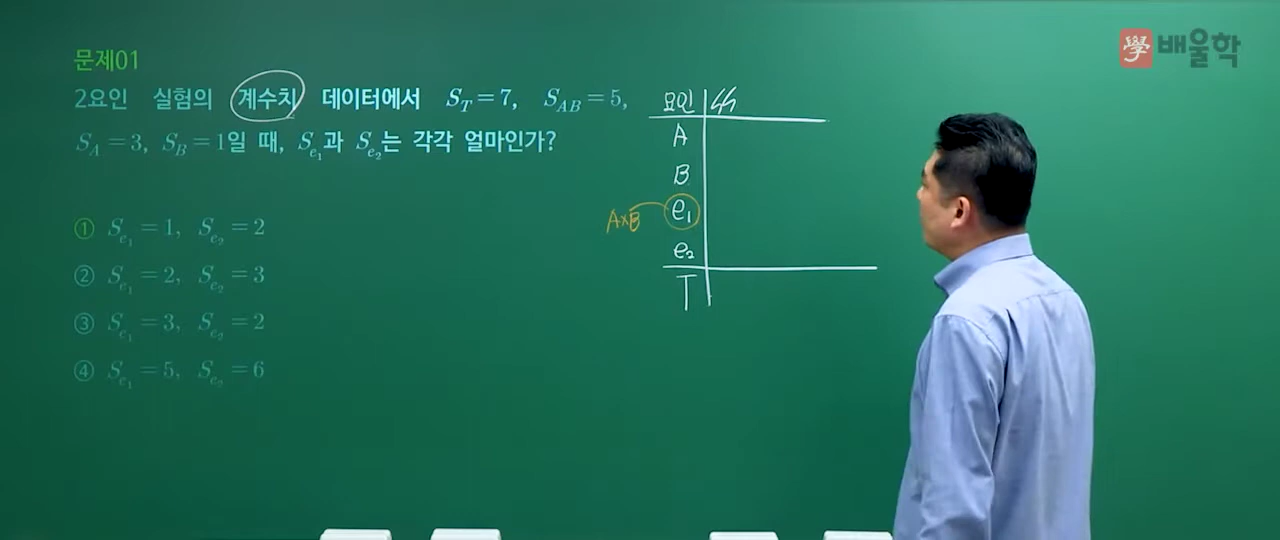 문제01
2요인 실험의 계수치 데이터에서 S_T=7, S_AB=5,
S_A=3, S_B=1일 때, S_e₁과 S_e₂는 각각 얼마인가?
① S_e₁=1, S_e₂=2
② S_e₁=2, S_e₂=3
③ S_e₁=3, S_e₂=2
④ S_e₁=5, S_e₂=6
요인
A
B
A×B e₁
e₂
T
學 배울학